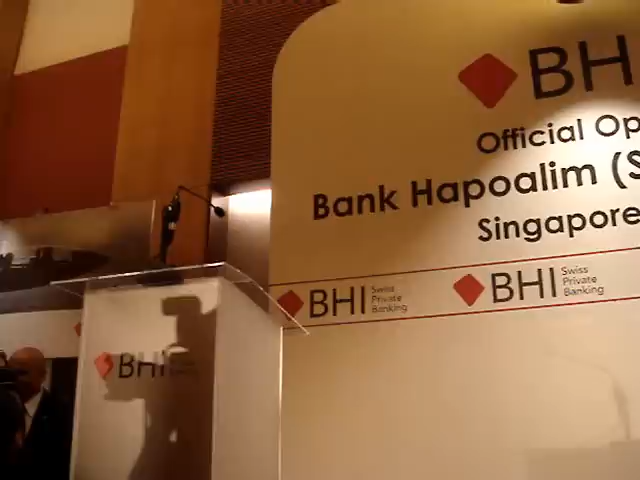 BHI
Official Op
Bank Hapoalim (S
Singapore
BHI Swiss Private Banking
BHI Swiss Private Banking
BHI